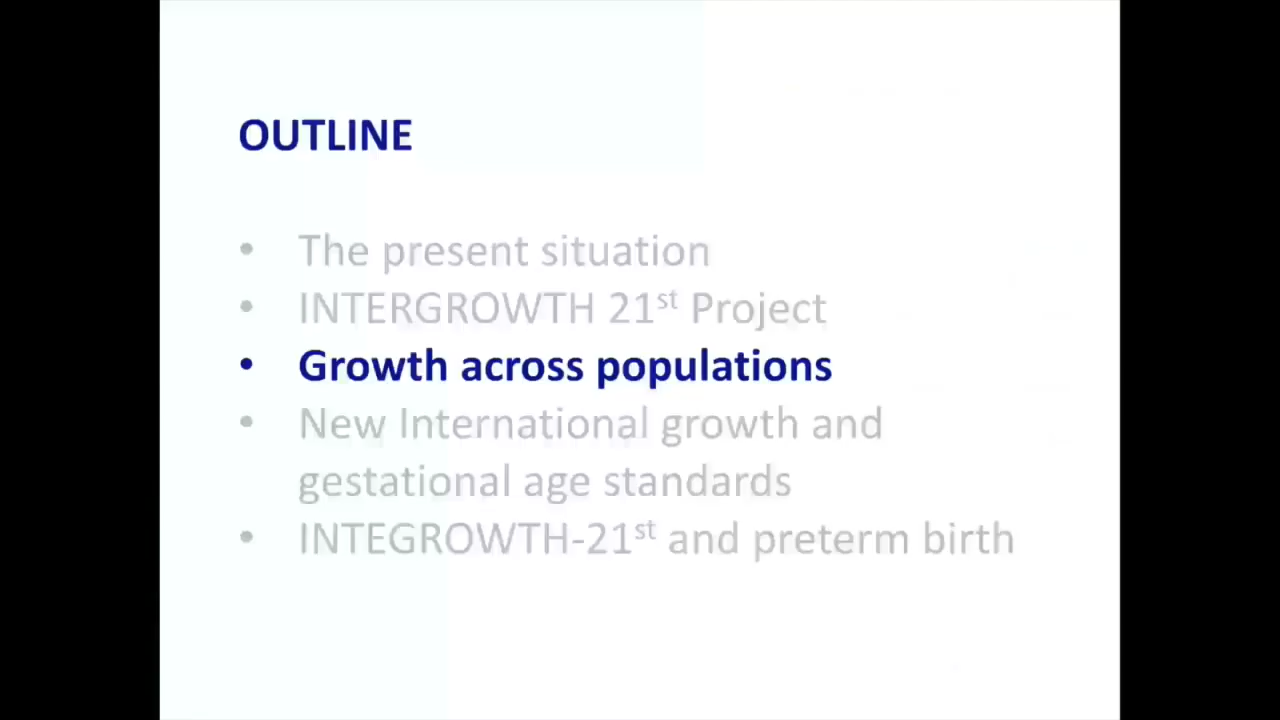 OUTLINE
• The present situation
• INTERGROWTH 21st Project
• Growth across populations
• New International growth and
gestational age standards
• INTEGROWTH-21st and preterm birth